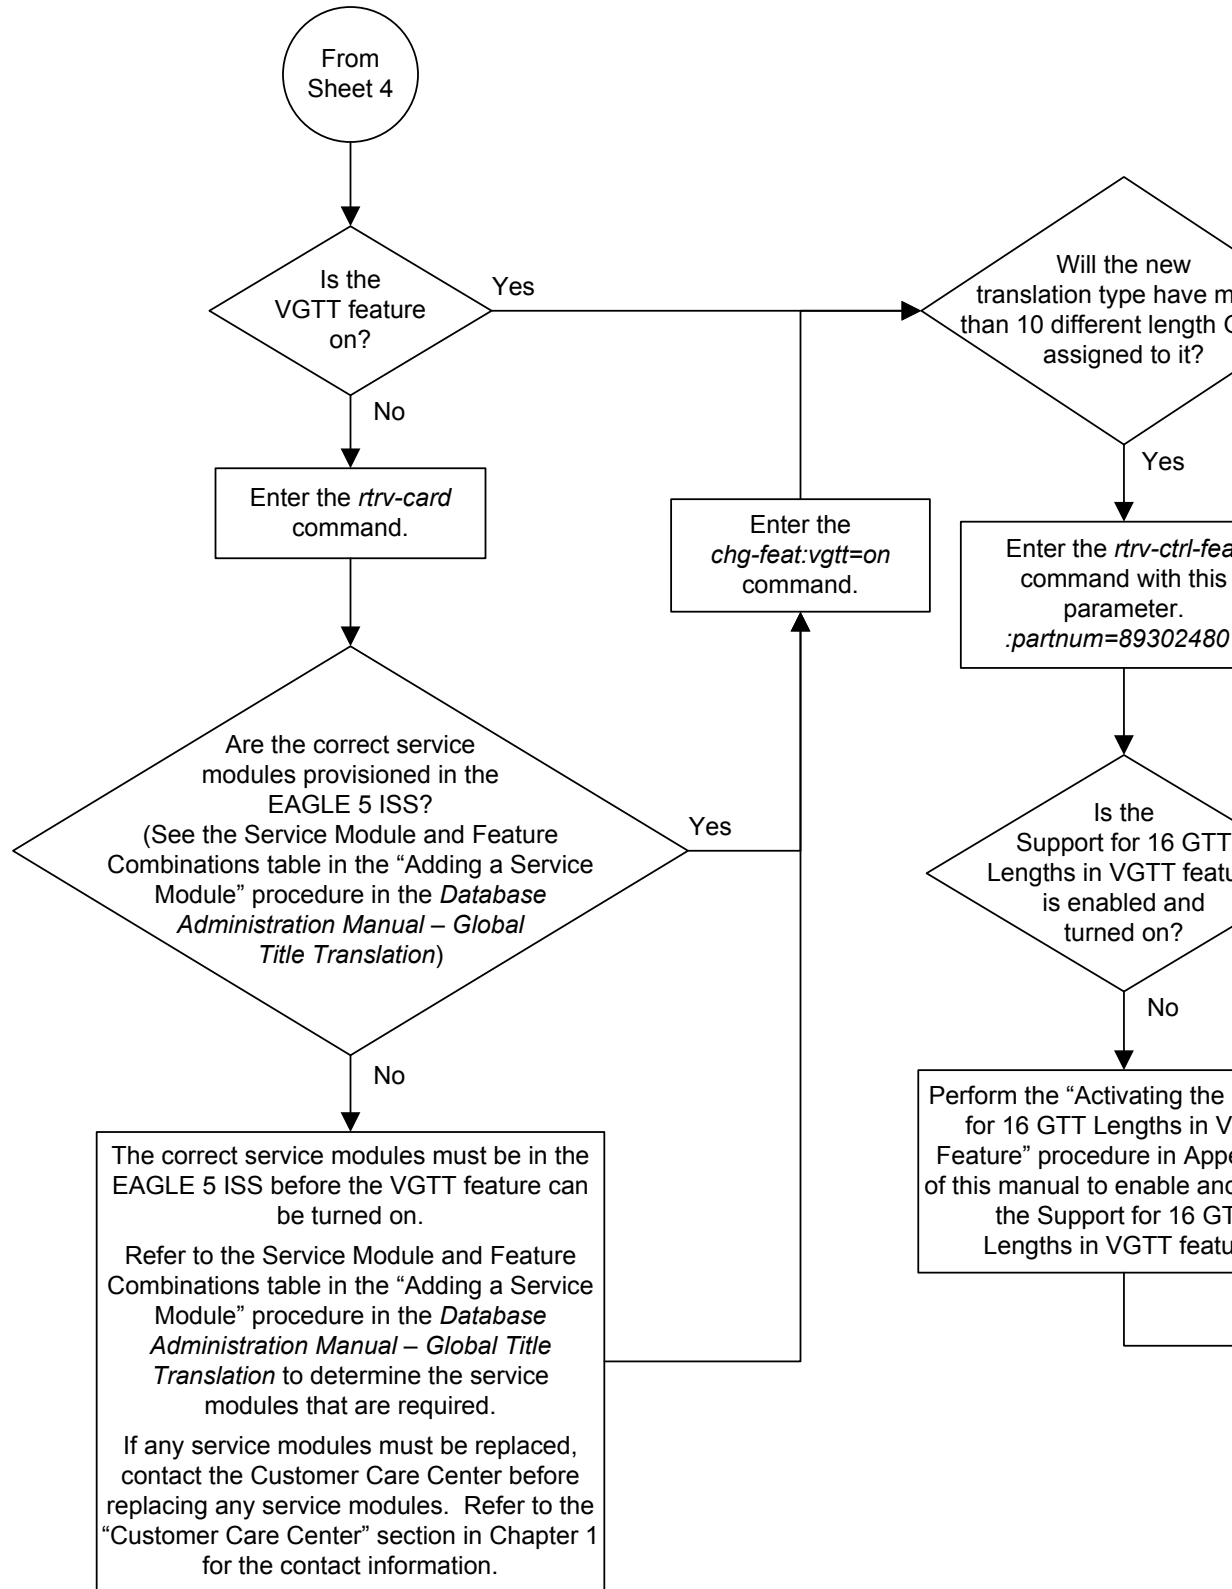 From
Sheet 4
Is the
VGTT feature
on?
Yes
No
Enter the rtrv-card
command.
Are the correct service
modules provisioned in the
EAGLE 5 ISS?
(See the Service Module and Feature
Combinations table in the “Adding a Service
Module” procedure in the Database
Administration Manual – Global
Title Translation)
Yes
No
The correct service modules must be in the
EAGLE 5 ISS before the VGTT feature can
be turned on.
Refer to the Service Module and Feature
Combinations table in the “Adding a Service
Module” procedure in the Database
Administration Manual – Global Title
Translation to determine the service
modules that are required.
If any service modules must be replaced,
contact the Customer Care Center before
replacing any service modules. Refer to the
“Customer Care Center” section in Chapter 1
for the contact information.
Enter the
chg-feat:vgtt=on
command.
Will the new
translation type have
than 10 different length
assigned to it?
Yes
Enter the
command with this
parameter.
:partnum=89302480
Is the
Support for 16 GTT
Lengths in VGTT
is enabled and
turned on?
No
Perform the “Activating the
for 16 GTT Lengths in
Feature” procedure in
of this manual to enable
the Support for 16
Lengths in VGTT